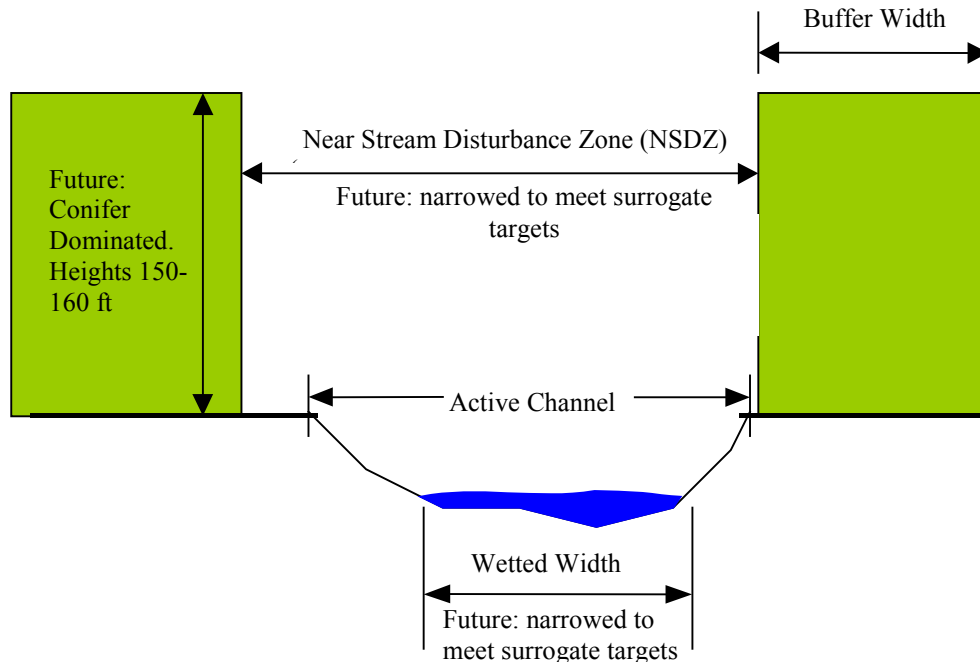 Buffer Width
Near Stream Disturbance Zone (NSDZ)
Future: narrowed to meet surrogate
targets
Future:
Conifer
Dominated.
Heights 150-
160 ft
Active Channel
Wetted Width
Future: narrowed to
meet surrogate targets